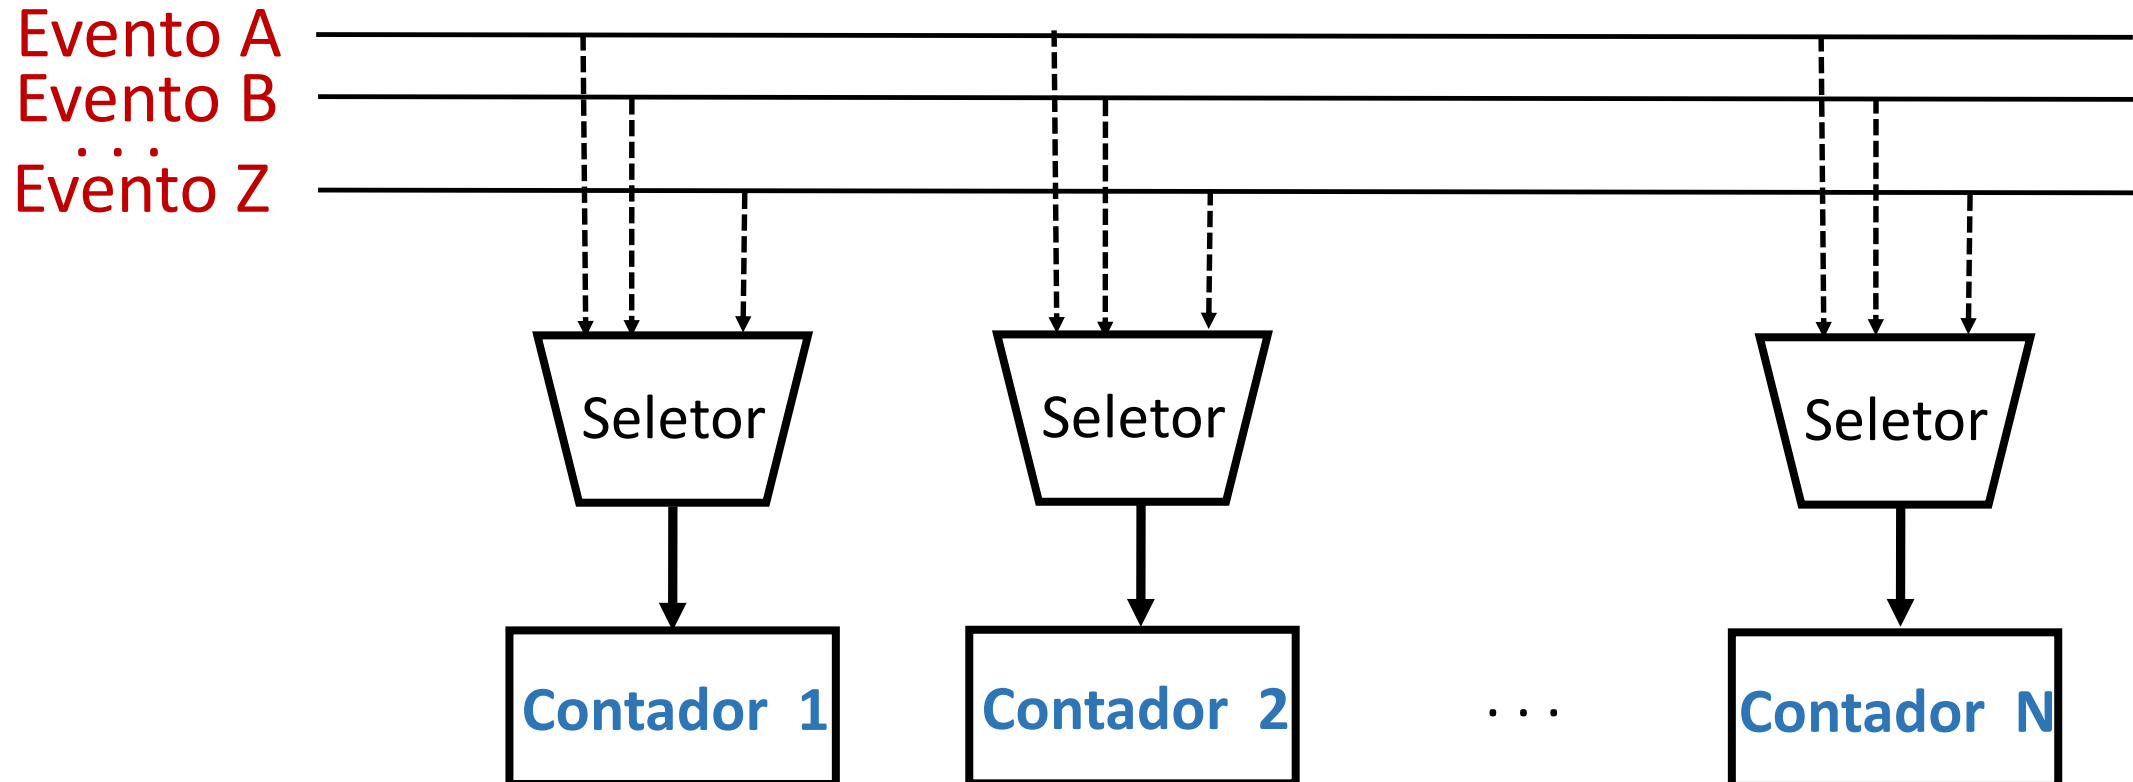 Evento A
Evento B
. . .
Evento Z
Seletor Seletor Seletor
Contador 1 Contador 2 . . . Contador N